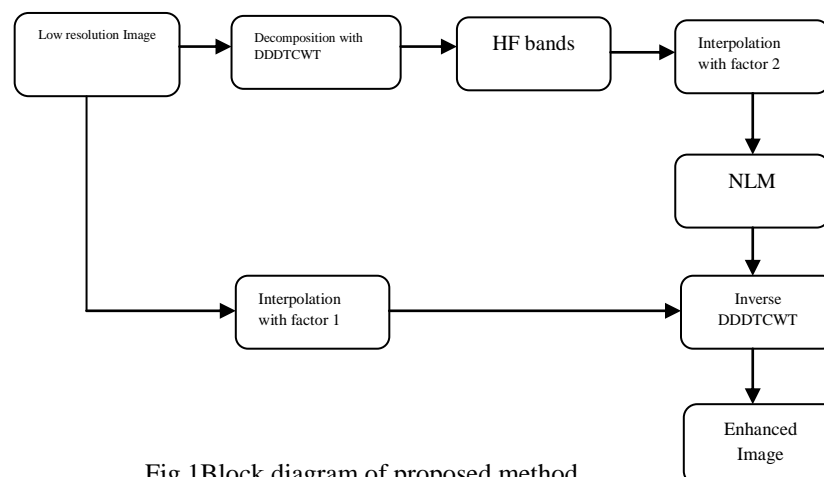 Low resolution Image
Decomposition with
DDDTCWT
HF bands
Interpolation
with factor 2
NLM
Interpolation
with factor 1
Inverse
DDDTCWT
Enhanced
Image
Fig.1Block diagram of proposed method